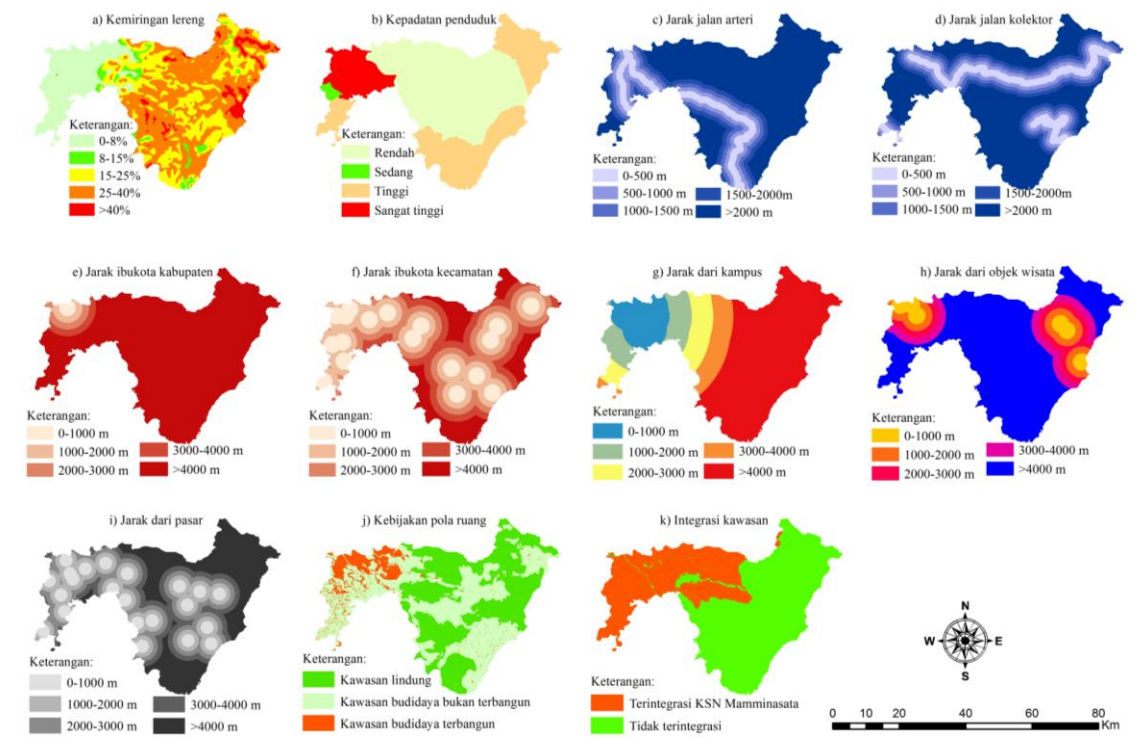 a) Kemiringan lereng
Keterangan:
0-8%
8-15%
15-25%
25-40%
>40%
b) Kepadatan penduduk
Keterangan:
Rendah
Sedang
Tinggi
Sangat tinggi
c) Jarak jalan arteri
Keterangan:
0-500 m
500-1000 m
1000-1500 m
1500-2000m
>2000 m
d) Jarak jalan kolektor
Keterangan:
0-500 m
500-1000 m
1000-1500 m
1500-2000m
>2000 m
e) Jarak ibukota kabupaten
Keterangan:
0-1000 m
1000-2000 m
2000-3000 m
3000-4000 m
>4000 m
f) Jarak ibukota kecamatan
Keterangan:
0-1000 m
1000-2000 m
2000-3000 m
3000-4000 m
>4000 m
g) Jarak dari kampus
Keterangan:
0-1000 m
1000-2000 m
2000-3000 m
3000-4000 m
>4000 m
h) Jarak dari objek wisata
Keterangan:
0-1000 m
1000-2000 m
2000-3000 m
3000-4000 m
>4000 m
i) Jarak dari pasar
Keterangan:
0-1000 m
1000-2000 m
2000-3000 m
3000-4000 m
>4000 m
j) Kebijakan pola ruang
Keterangan:
Kawasan lindung
Kawasan budidaya bukan terbangun
Kawasan budidaya terbangun
k) Integrasi kawasan
Keterangan:
Terintegrasi KSN Mamminasata
Tidak terintegrasi
N
W E
S
0 10 20 40 60 80
Km